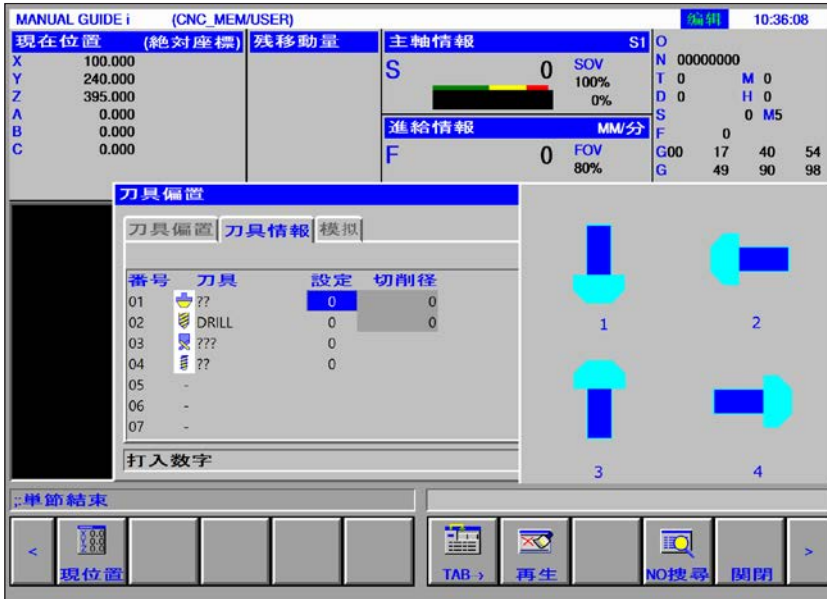 MANUAL GUIDE i (CNC_MEM/USER) 编辑 10:36:08
现在位置 (絶対座標) 残移動量 主軸情報 S1 O
X 100.000
Y 240.000
Z 395.000
A 0.000
B 0.000
C 0.000
S 0 SOV
100%
0%
進給情報 MM/分
F 0 FOV
80%
N 00000000
T 0 M 0
D 0 H 0
S 0 M5
F 0
G00 17 40 54
G 49 90 98
刀具偏置
刀具偏置 刀具情報 模拟
番号 刀具 設定 切削径
01 ?? 0 0
02 DRILL 0 0
03 ??? 0
04 ?? 0
05 -
06 -
07 -
打入数字
1 2
3 4
;:単節結束
< 現位置 TAB→ 再生 NO搜尋 関閉 >